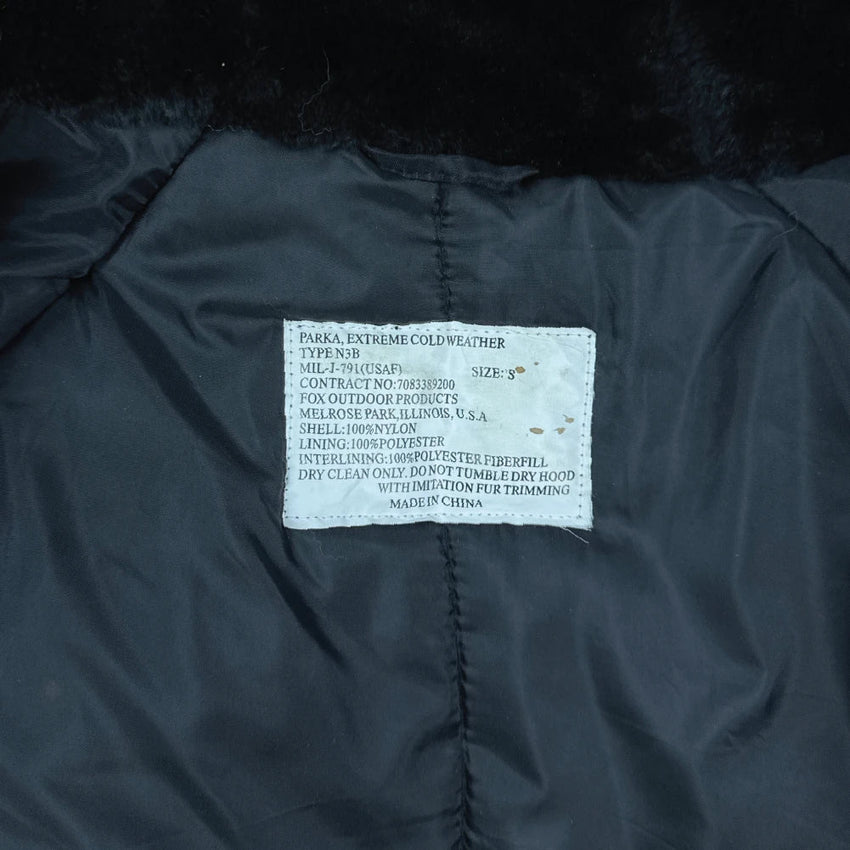 PARKA, EXTREME COLD WEATHER
TYPE N3B
MIL-J-791(USAF) SIZE: S
CONTRACT NO:7083389200
FOX OUTDOOR PRODUCTS
MELROSE PARK,ILLINOIS, U.S.A
SHELL:100%NYLON
LINING:100%POLYESTER
INTERLINING:100%POLYESTER FIBERFILL
DRY CLEAN ONLY. DO NOT TUMBLE DRY HOOD
WITH IMITATION FUR TRIMMING
MADE IN CHINA